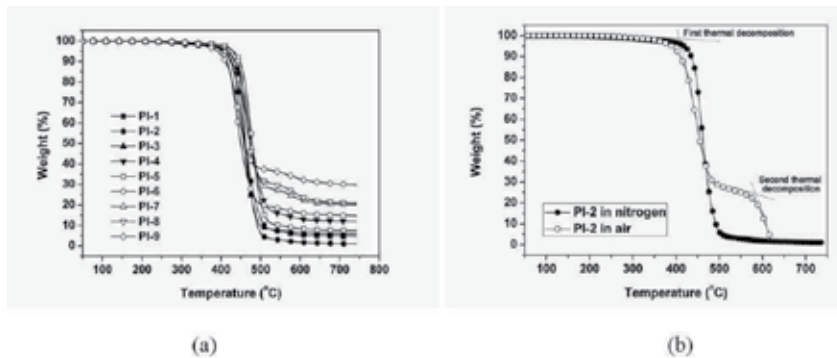 100
90
80
70
60
50
40
30
20
10
0
Weight (%)
PI-1
PI-2
PI-3
PI-4
PI-5
PI-6
PI-7
PI-8
PI-9
100 200 300 400 500 600 700 800
Temperature (°C)
(a)
100
90
80
70
60
50
40
30
20
10
0
Weight (%)
First thermal decomposition
Second thermal
decomposition
PI-2 in nitrogen
PI-2 in air
100 200 300 400 500 600 700
Temperature (°C)
(b)